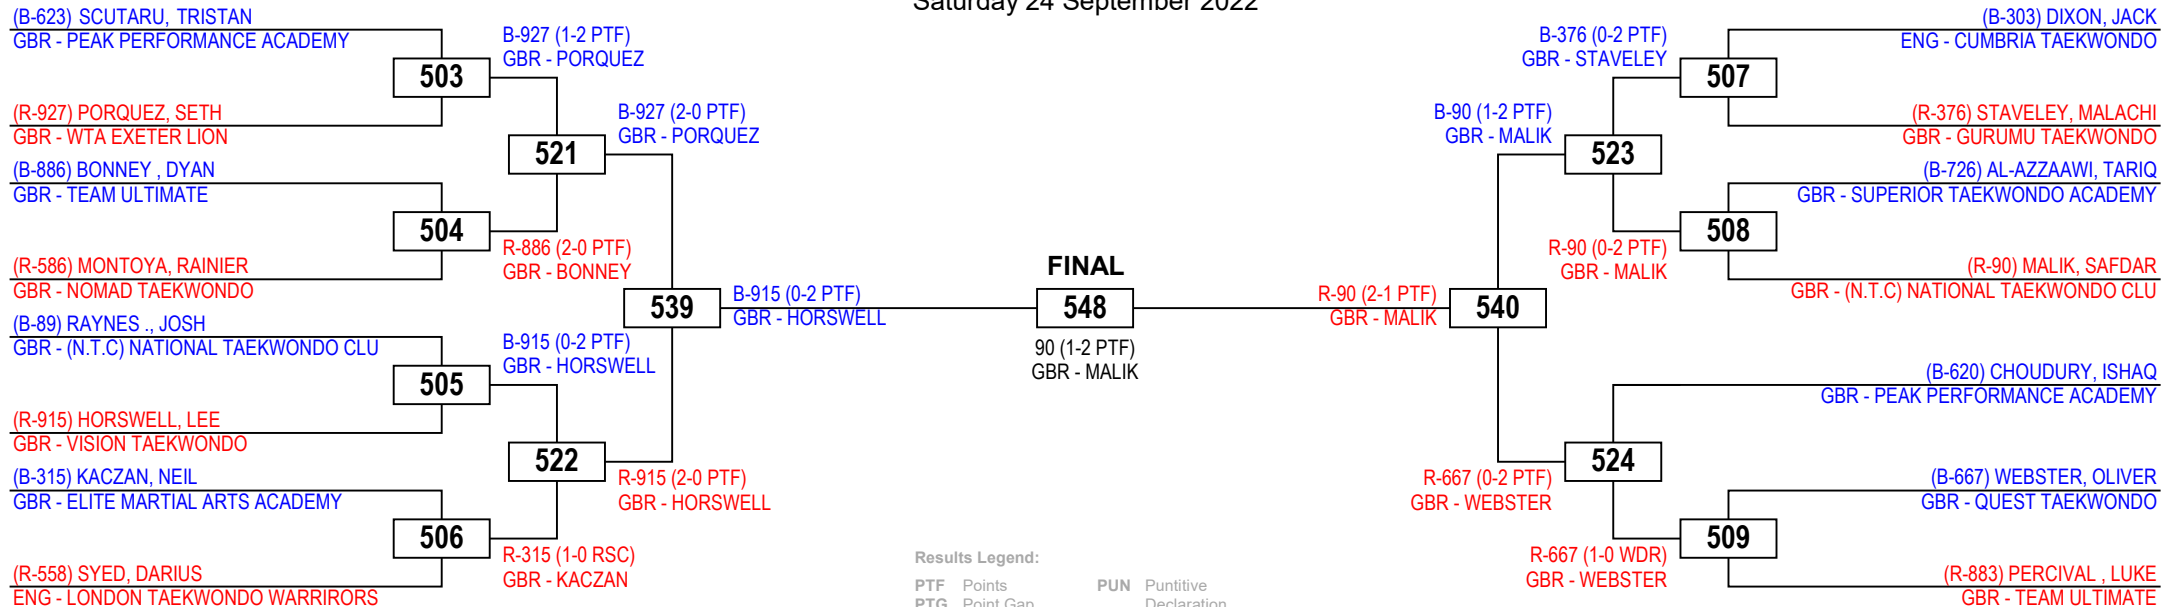 Saturday 24 September 2022
(B-623) SCUTARU, TRISTAN
GBR - PEAK PERFORMANCE ACADEMY
503
(R-927) PORQUEZ, SETH
GBR - WTA EXETER LION
B-927 (1-2 PTF)
GBR - PORQUEZ
521
(B-886) BONNEY , DYAN
GBR - TEAM ULTIMATE
504
(R-586) MONTOYA, RAINIER
GBR - NOMAD TAEKWONDO
R-886 (2-0 PTF)
GBR - BONNEY
B-927 (2-0 PTF)
GBR - PORQUEZ
539
(B-89) RAYNES ., JOSH
GBR - (N.T.C) NATIONAL TAEKWONDO CLU
505
(R-915) HORSWELL, LEE
GBR - VISION TAEKWONDO
B-915 (0-2 PTF)
GBR - HORSWELL
522
(B-315) KACZAN, NEIL
GBR - ELITE MARTIAL ARTS ACADEMY
506
(R-558) SYED, DARIUS
ENG - LONDON TAEKWONDO WARRIRORS
R-315 (1-0 RSC)
GBR - KACZAN
R-915 (2-0 PTF)
GBR - HORSWELL
B-915 (0-2 PTF)
GBR - HORSWELL
FINAL
548
90 (1-2 PTF)
GBR - MALIK
R-90 (2-1 PTF)
GBR - MALIK
540
B-90 (1-2 PTF)
GBR - MALIK
523
B-376 (0-2 PTF)
GBR - STAVELEY
507
(B-303) DIXON, JACK
ENG - CUMBRIA TAEKWONDO
(R-376) STAVELEY, MALACHI
GBR - GURUMU TAEKWONDO
(B-726) AL-AZZAAWI, TARIQ
GBR - SUPERIOR TAEKWONDO ACADEMY
508
R-90 (0-2 PTF)
GBR - MALIK
(R-90) MALIK, SAFDAR
GBR - (N.T.C) NATIONAL TAEKWONDO CLU
(B-620) CHOUDURY, ISHAQ
GBR - PEAK PERFORMANCE ACADEMY
524
R-667 (0-2 PTF)
GBR - WEBSTER
(B-667) WEBSTER, OLIVER
GBR - QUEST TAEKWONDO
509
R-667 (1-0 WDR)
GBR - WEBSTER
(R-883) PERCIVAL , LUKE
GBR - TEAM ULTIMATE
Results Legend:
PTF Points PUN Puntitive
PTG Point Gap Declaration